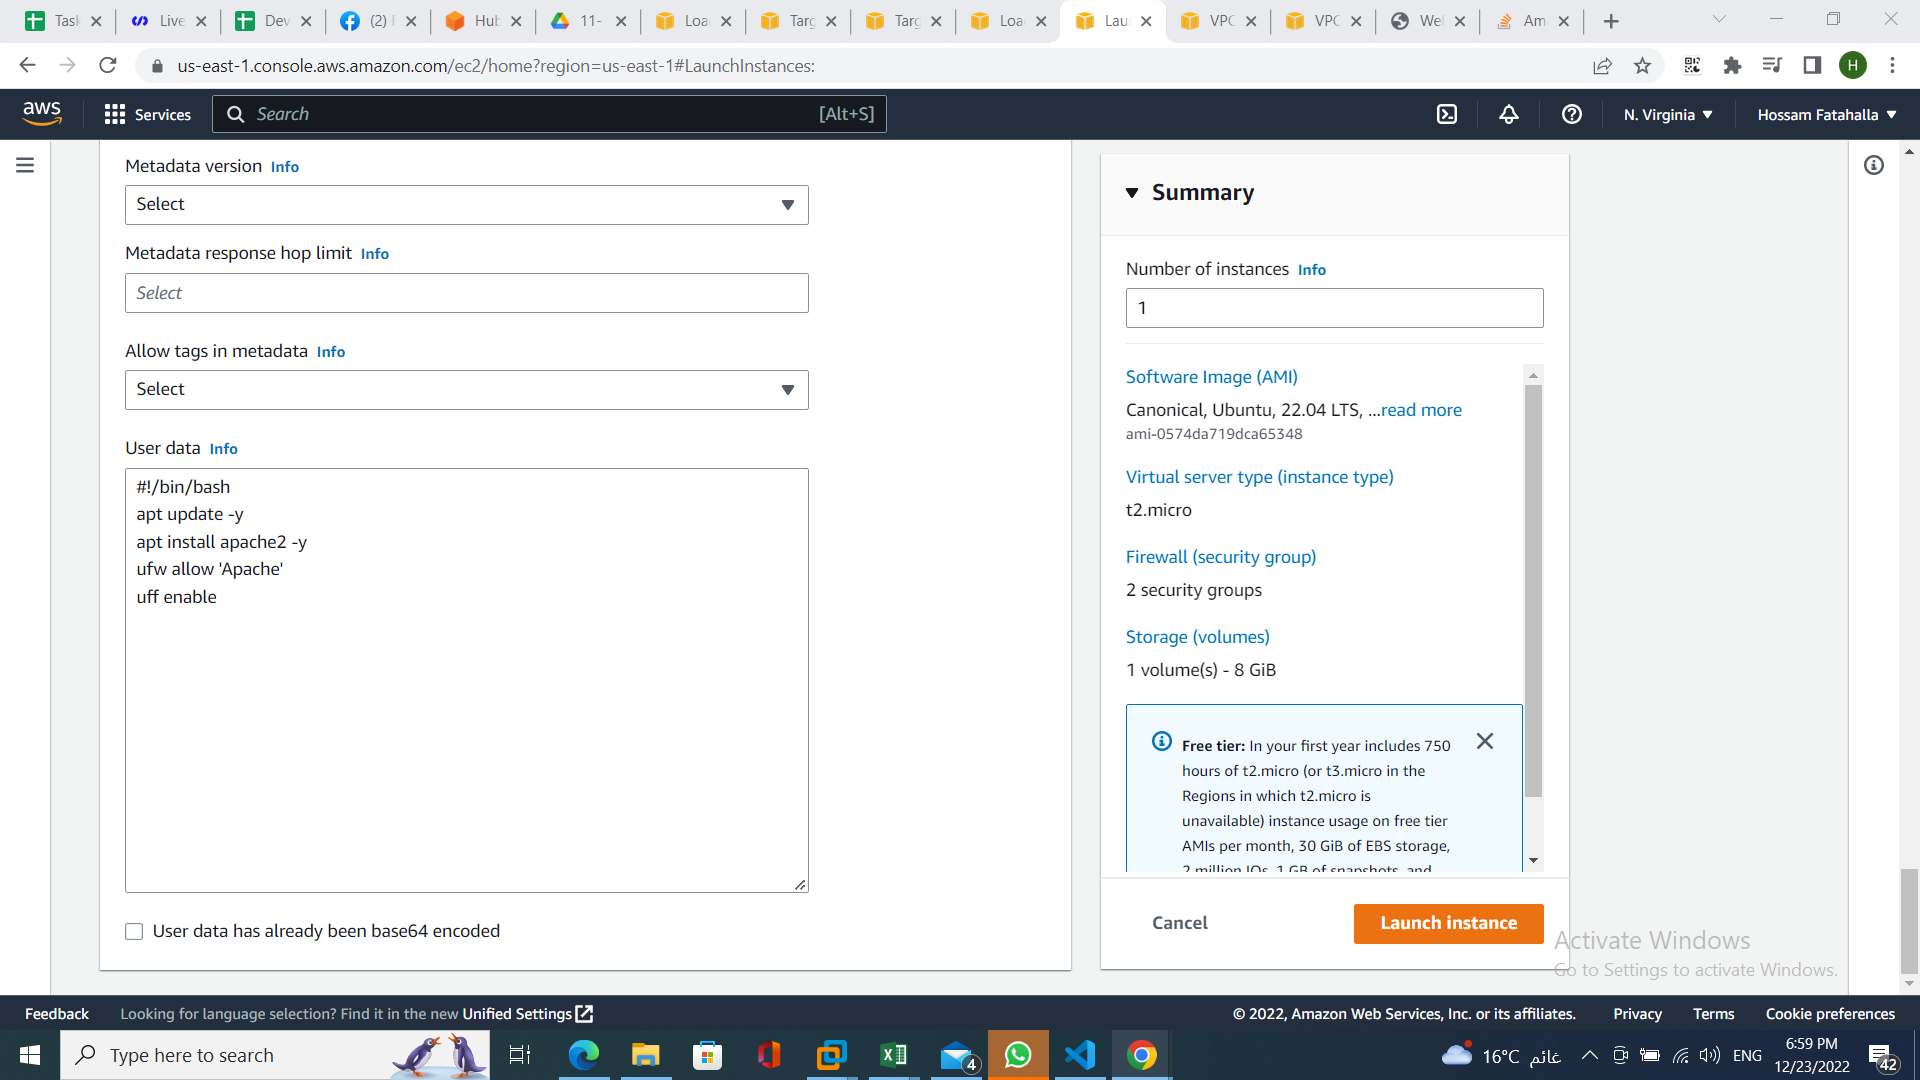 Task
Live
Dev
(2) F
Hub
11-
Loa
Targ
Targ
Loa
Lau
VPC
VPC
Wel
Am
us-east-1.console.aws.amazon.com/ec2/home?region=us-east-1#LaunchInstances:
H
aws
Services
Search
[Alt+S]
N. Virginia
Hossam Fatahalla
Metadata version Info
Select
Metadata response hop limit Info
Select
Allow tags in metadata Info
Select
User data Info
#!/bin/bash
apt update -y
apt install apache2 -y
ufw allow 'Apache'
uff enable
User data has already been base64 encoded
Summary
Number of instances Info
1
Software Image (AMI)
Canonical, Ubuntu, 22.04 LTS, ...read more
ami-0574da719dca65348
Virtual server type (instance type)
t2.micro
Firewall (security group)
2 security groups
Storage (volumes)
1 volume(s) - 8 GiB
Free tier: In your first year includes 750
hours of t2.micro (or t3.micro in the
Regions in which t2.micro is
unavailable) instance usage on free tier
AMIs per month, 30 GiB of EBS storage,
2 million IOs, 1 GB of snapshots, and
Cancel
Launch instance
Activate Windows
Go to Settings to activate Windows.
Feedback
Looking for language selection? Find it in the new Unified Settings
© 2022, Amazon Web Services, Inc. or its affiliates.
Privacy
Terms
Cookie preferences
Type here to search
4
16°C غائم
ENG
6:59 PM
12/23/2022
42